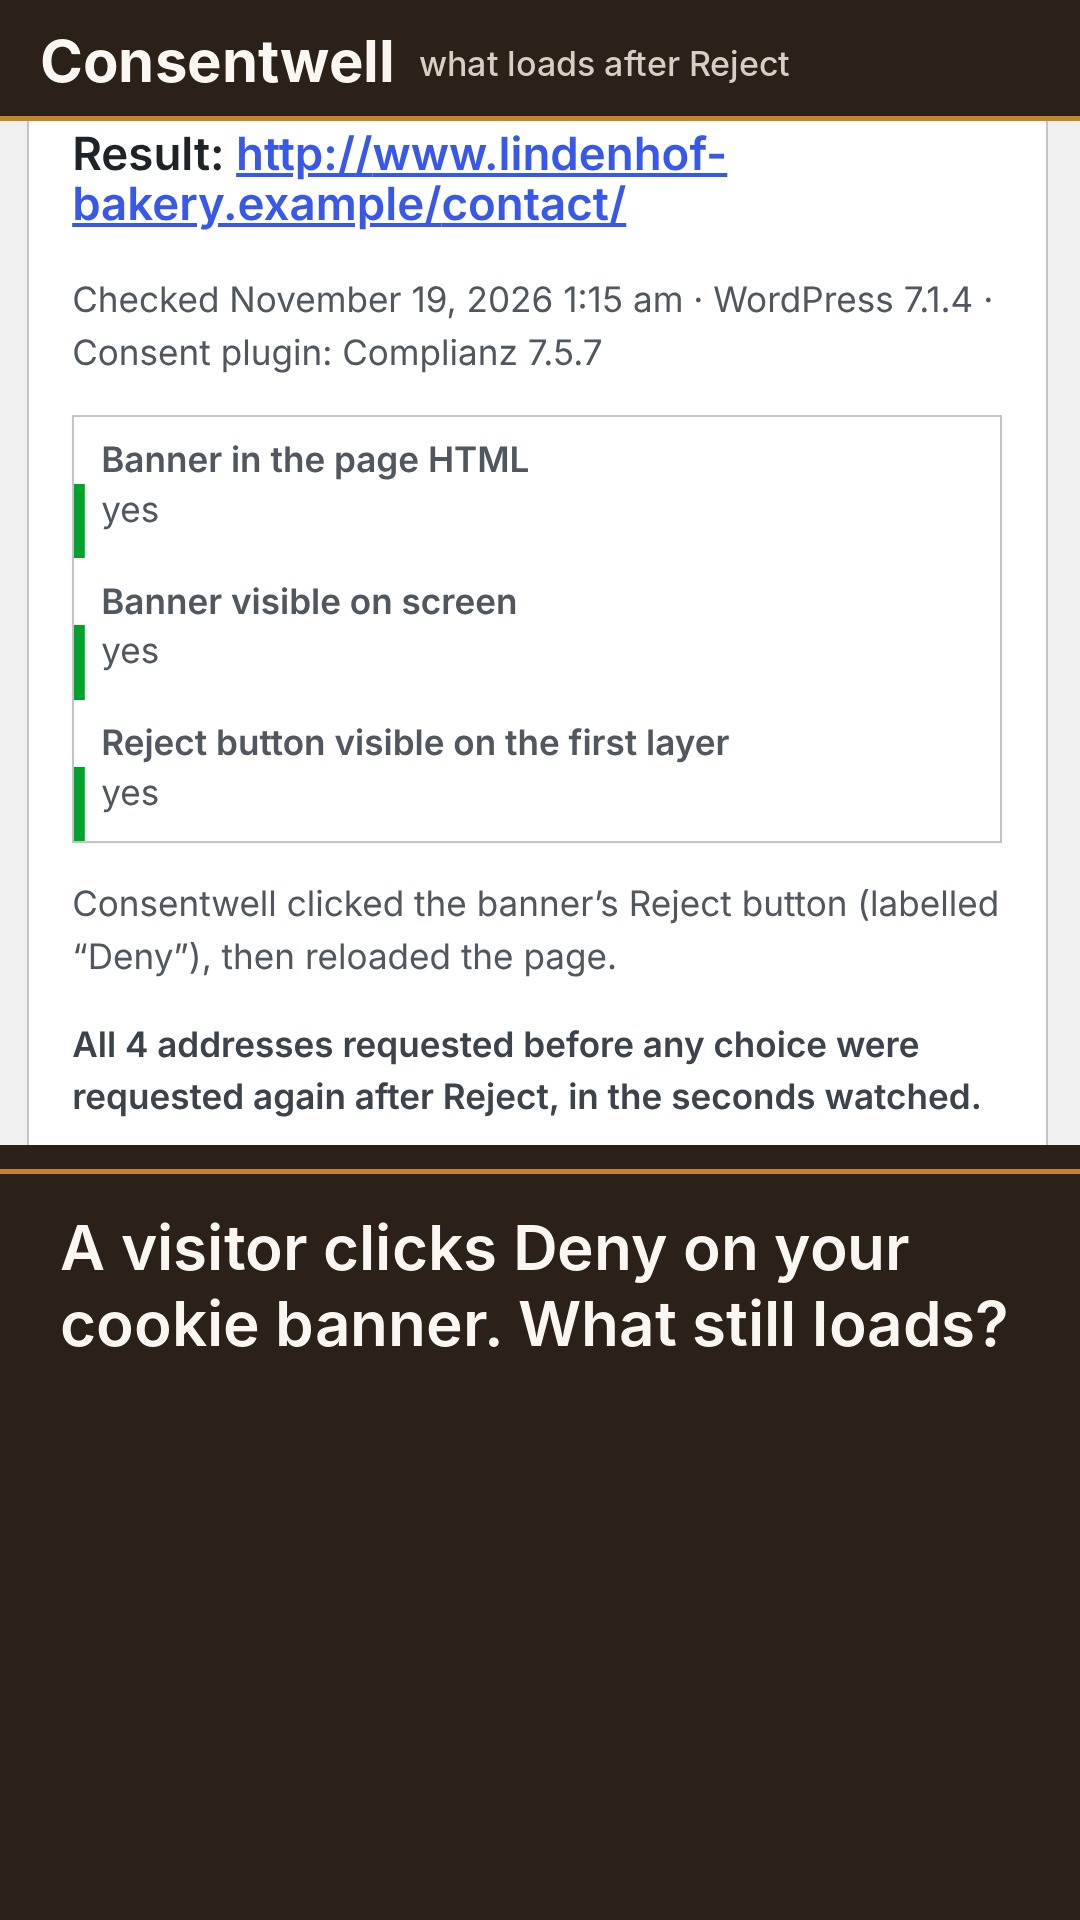 Consentwell what loads after Reject
Result: http://www.lindenhof-
bakery.example/contact/
Checked November 19, 2026 1:15 am · WordPress 7.1.4 ·
Consent plugin: Complianz 7.5.7
Banner in the page HTML
yes
Banner visible on screen
yes
Reject button visible on the first layer
yes
Consentwell clicked the banner’s Reject button (labelled
“Deny”), then reloaded the page.
All 4 addresses requested before any choice were
requested again after Reject, in the seconds watched.
A visitor clicks Deny on your
cookie banner. What still loads?